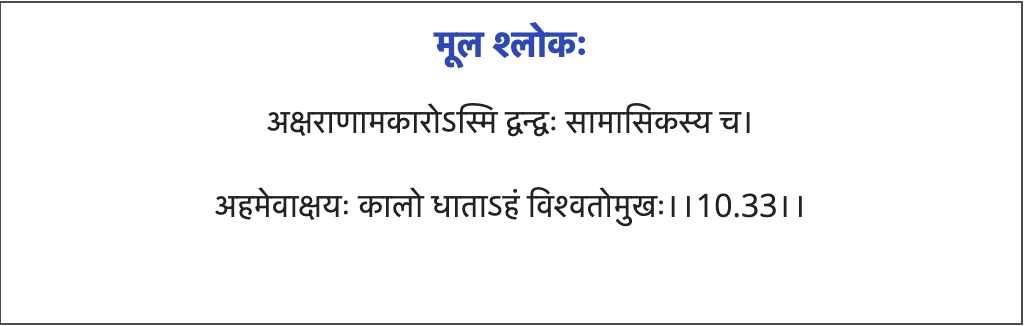 मूल श्लोकः
अक्षराणामकारोऽस्मि द्वन्द्वः सामासिकस्य च।
अहमेवाक्षयः कालो धाताऽहं विश्वतोमुखः।।10.33।।